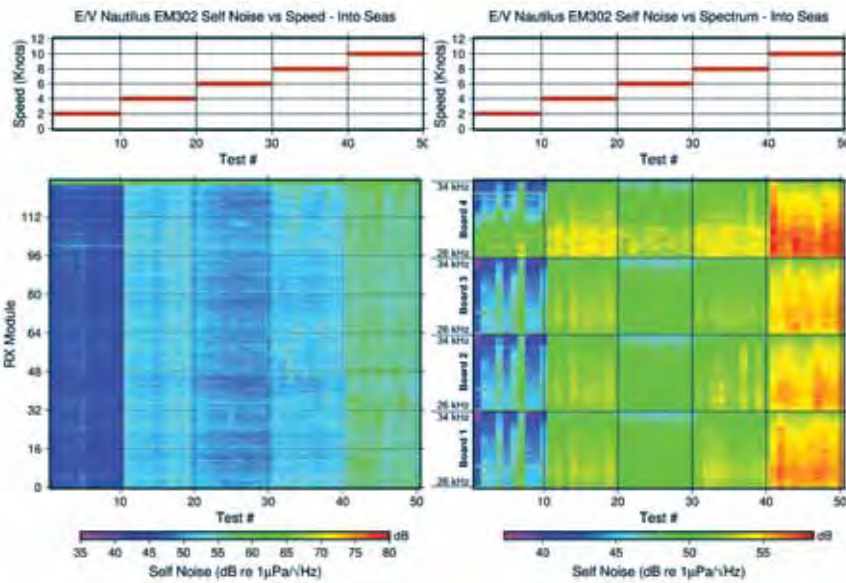 E/V Nautilus EM302 Self Noise vs Speed - Into Seas
Speed (Knots)
12
10
8
6
4
2
0
10 20 30 40 50
Test #
RX Module
112
96
80
64
48
32
16
0
10 20 30 40 50
Test #
35 40 45 50 55 60 65 70 75 80
dB
Self Noise (dB re 1µPa/√Hz)
E/V Nautilus EM302 Self Noise vs Spectrum - Into Seas
Speed (Knots)
12
10
8
6
4
2
0
10 20 30 40 50
Test #
34 kHz
Board 4
26 kHz
34 kHz
Board 3
26 kHz
34 kHz
Board 2
26 kHz
34 kHz
Board 1
26 kHz
10 20 30 40 50
Test #
40 45 50 55
dB
Self Noise (dB re 1µPa/√Hz)